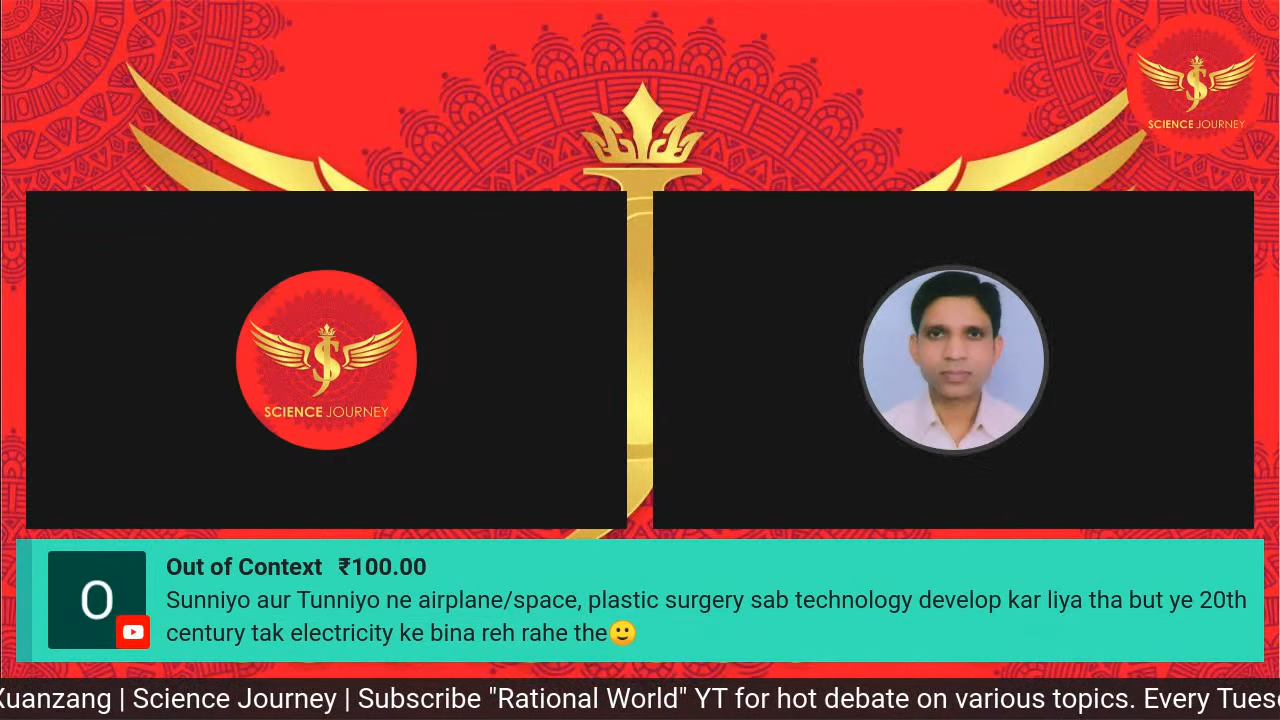 SCIENCE JOURNEY
SCIENCE JOURNEY
O
Out of Context ₹100.00
Sunniyo aur Tunniyo ne airplane/space, plastic surgery sab technology develop kar liya tha but ye 20th
century tak electricity ke bina reh rahe the🙂
Xuanzang | Science Journey | Subscribe "Rational World" YT for hot debate on various topics. Every Tues